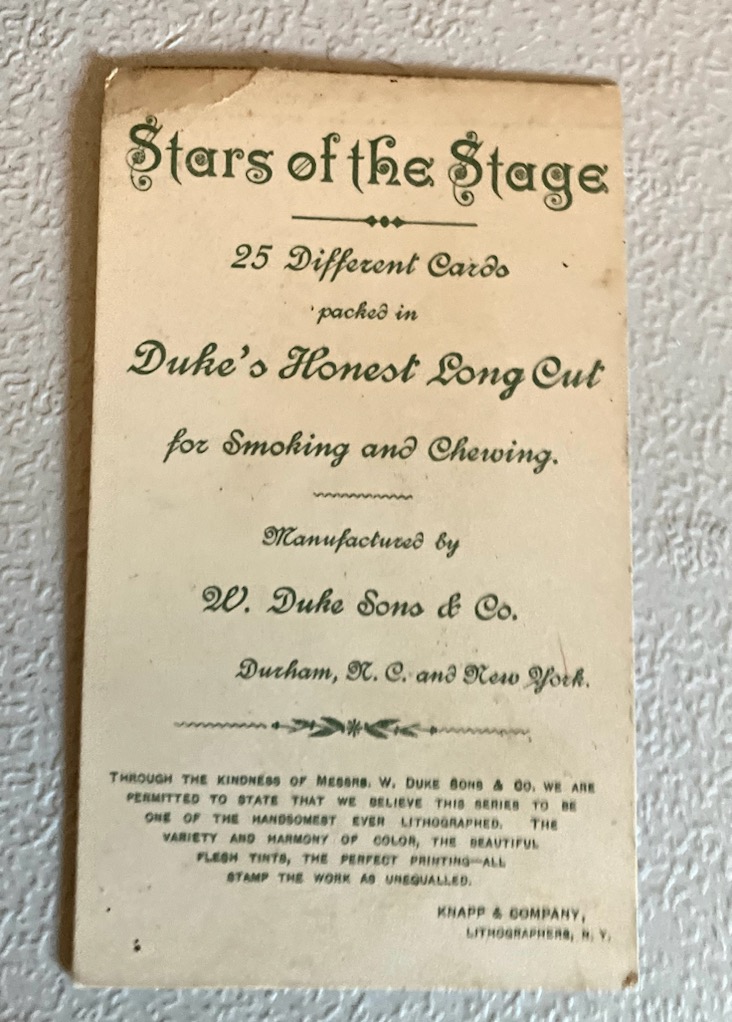 Stars of the Stage
25 Different Cards
packed in
Duke's Honest Long Cut
for Smoking and Chewing.
Manufactured by
W. Duke Sons & Co.
Durham, N. C. and New York.
THROUGH THE KINDNESS OF MESSRS. W. DUKE SONS & CO. WE ARE
PERMITTED TO STATE THAT WE BELIEVE THIS SERIES TO BE
ONE OF THE HANDSOMEST EVER LITHOGRAPHED. THE
VARIETY AND HARMONY OF COLOR, THE BEAUTIFUL
FLESH TINTS, THE PERFECT PRINTING—ALL
STAMP THE WORK AS UNEQUALLED.
KNAPP & COMPANY,
LITHOGRAPHERS, N. Y.